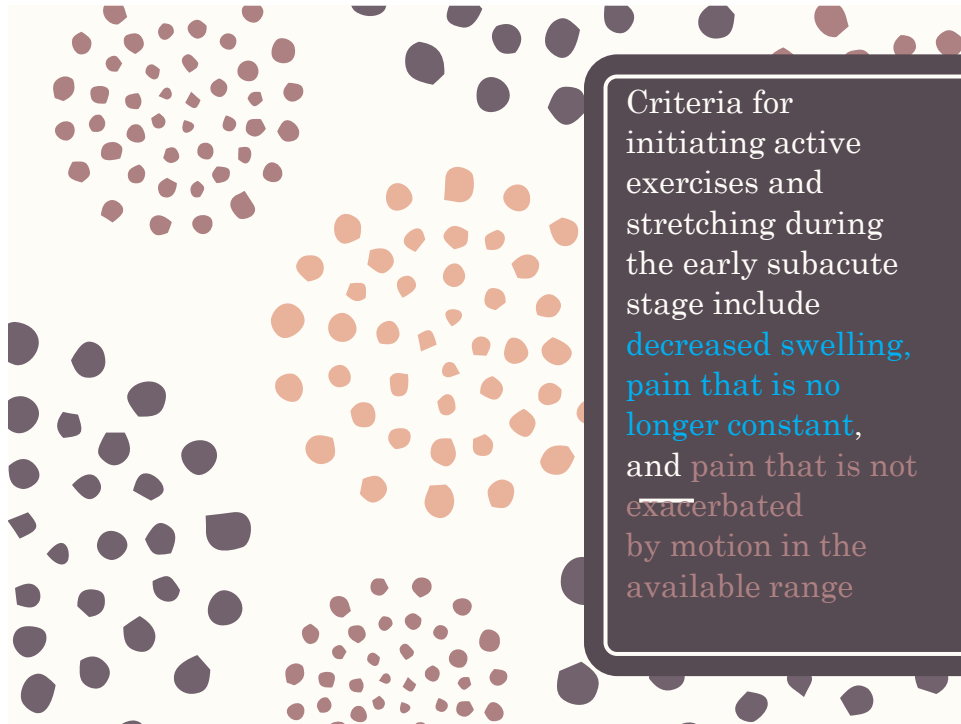 Criteria for
initiating active
exercises and
stretching during
the early subacute
stage include
decreased swelling,
pain that is no
longer constant,
and pain that is not
exacerbated
by motion in the
available range